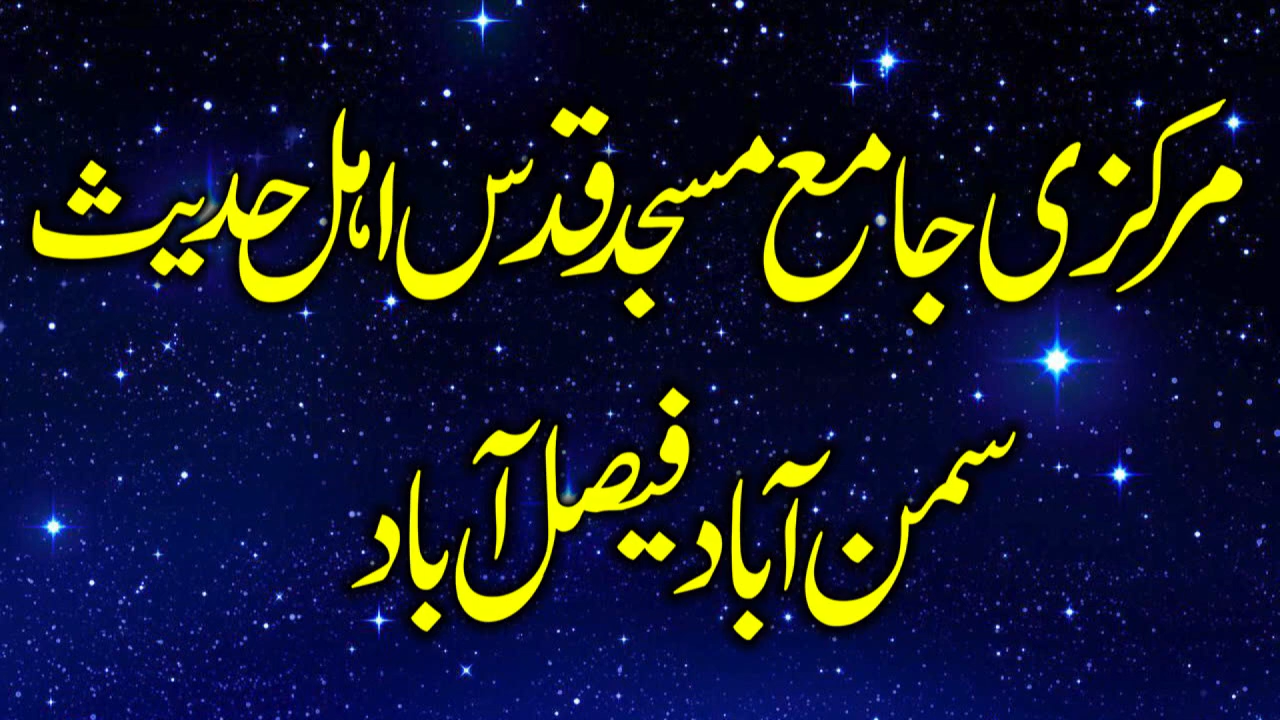 مرکزی جامع مسجد قدس اہل حدیث
سمن آباد فیصل آباد